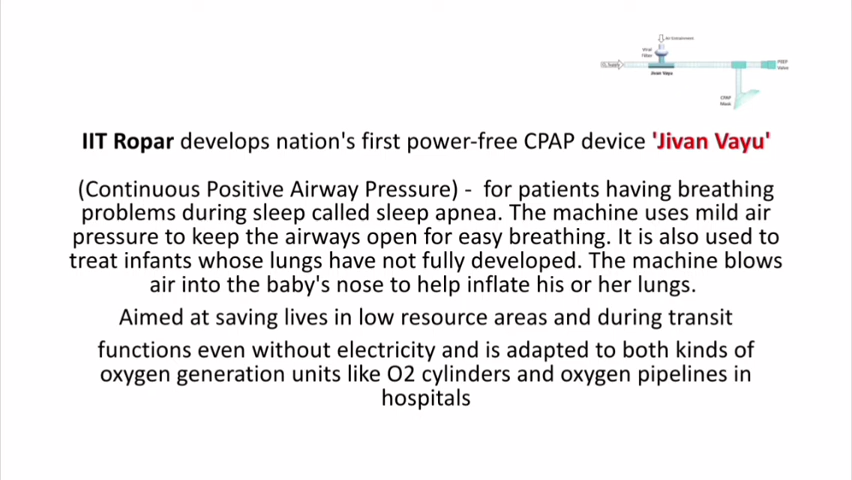 Air Entrainment
Viral
Filter
PEEP
Valve
Jivan Vayu
CPAP
Mask
IIT Ropar develops nation's first power-free CPAP device 'Jivan Vayu'
(Continuous Positive Airway Pressure) - for patients having breathing
problems during sleep called sleep apnea. The machine uses mild air
pressure to keep the airways open for easy breathing. It is also used to
treat infants whose lungs have not fully developed. The machine blows
air into the baby's nose to help inflate his or her lungs.
Aimed at saving lives in low resource areas and during transit
functions even without electricity and is adapted to both kinds of
oxygen generation units like O2 cylinders and oxygen pipelines in
hospitals